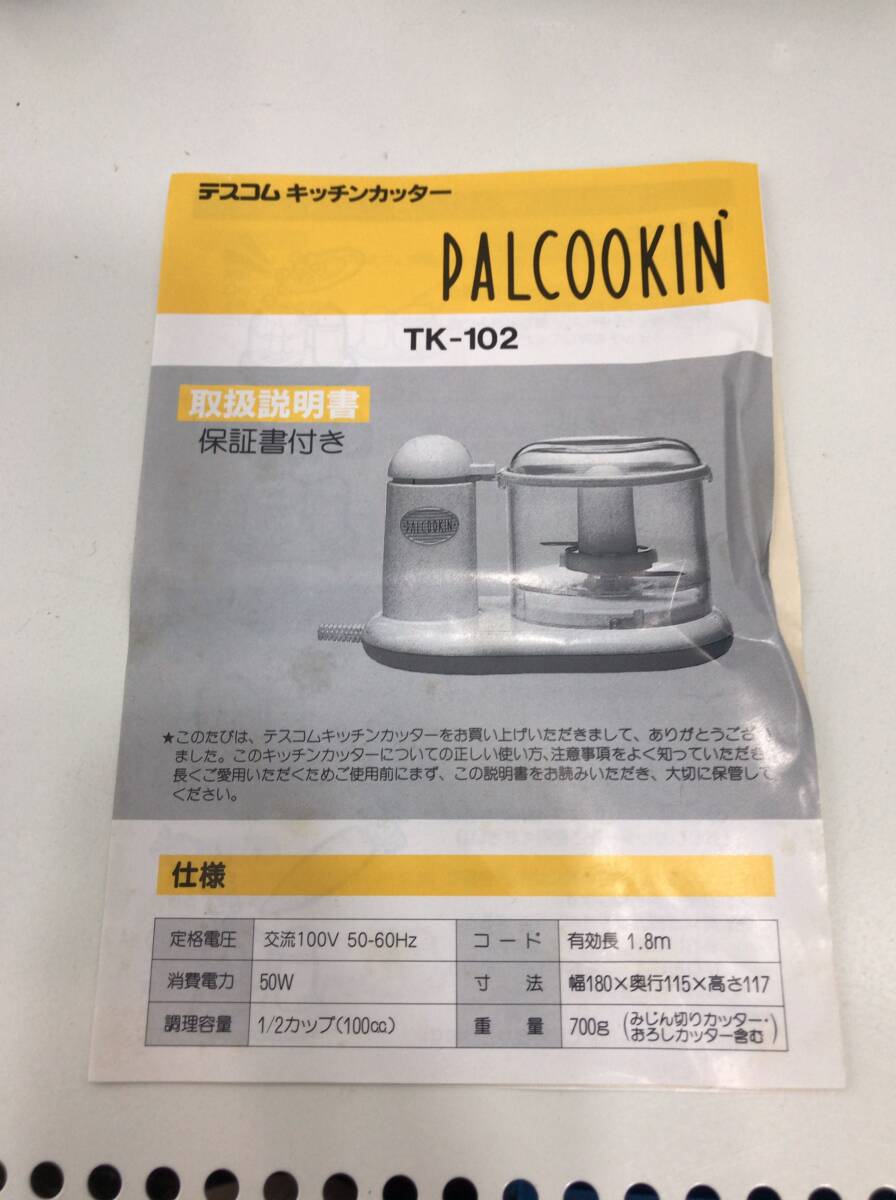 テスコム キッチンカッター
PALCOOKIN'
TK-102
取扱説明書
保証書付き
PALCOOKIN'
★このたびは、テスコムキッチンカッターをお買い上げいただきまして、ありがとうござい
ました。このキッチンカッターについての正しい使い方、注意事項をよく知っていただき
長くご愛用いただくためご使用前にまず、この説明書をお読みいただき、大切に保管して
ください。
仕様
定格電圧 交流100V 50-60Hz コード 有効長 1.8m
消費電力 50W 寸法 幅180×奥行115×高さ117
調理容量 1/2カップ(100cc) 重量 700g (みじん切りカッター・おろしカッター含む)